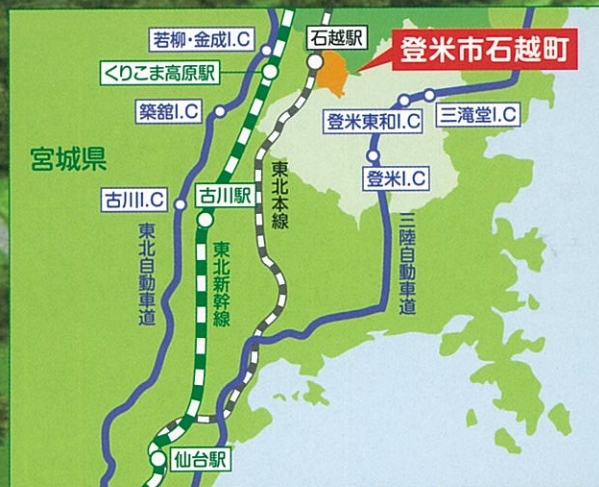 若柳・金成I.C
石越駅
登米市石越町
くりこま高原駅
築舘I.C
登米東和I.C
三滝堂I.C
宮城県
登米I.C
東北本線
古川I.C
古川駅
東北自動車道
東北新幹線
三陸自動車道
仙台駅